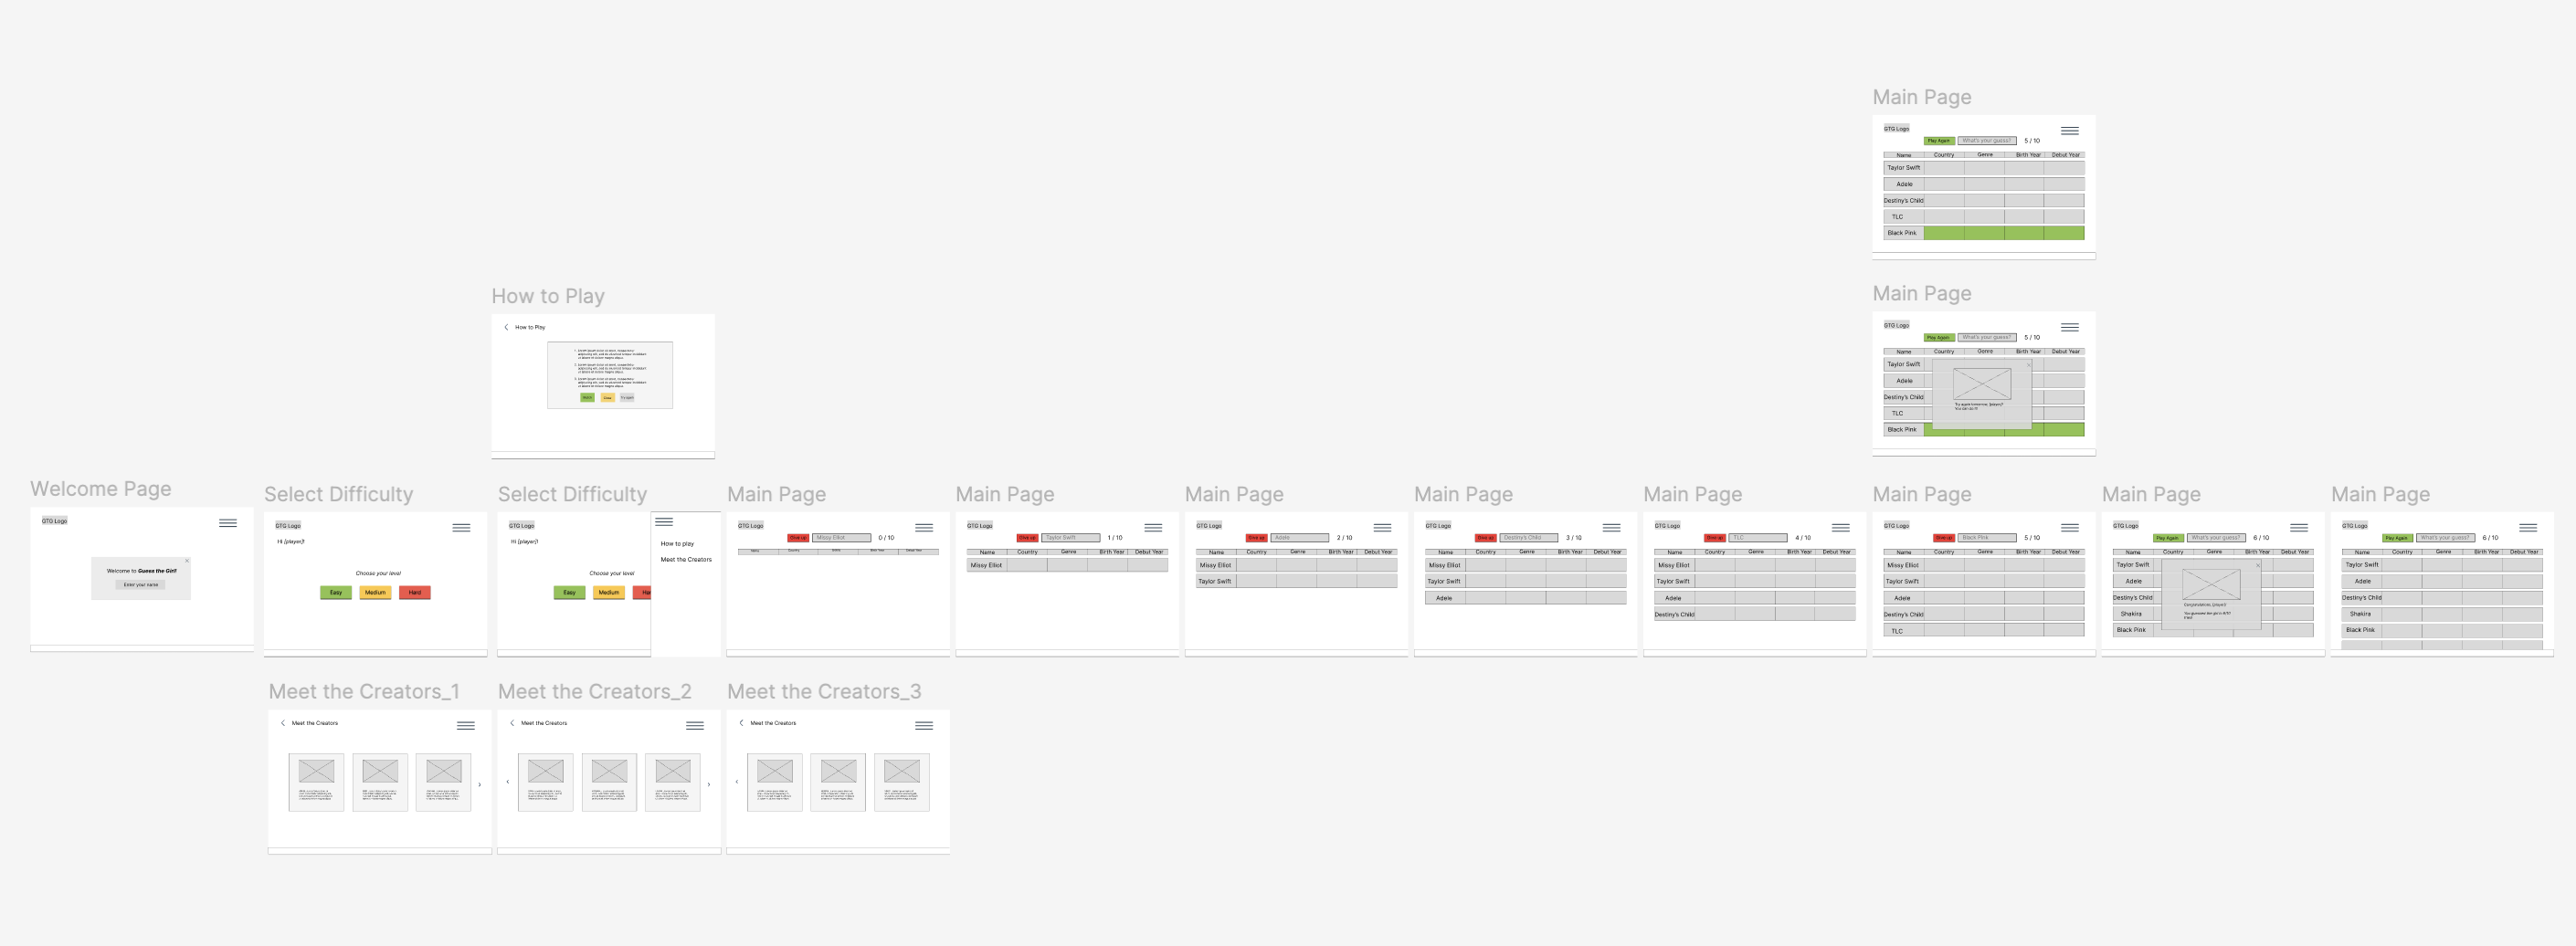 Main Page
GTG Logo
Play Again
What's your guess?
5 / 10
Name Country Genre Birth Year Debut Year
Taylor Swift
Adele
Destiny's Child
TLC
Black Pink
How to Play
How to Play
Main Page
GTG Logo
Play Again
What's your guess?
5 / 10
Name Country Genre Birth Year Debut Year
Taylor Swift
Adele
Destiny's Child
TLC
Black Pink
Welcome Page
GTG Logo
Welcome to Guess the Girl!
Enter your name
Select Difficulty
GTG Logo
Hi [player]!
Choose your level
Easy Medium Hard
Select Difficulty
GTG Logo
Hi [player]!
Choose your level
Easy Medium Ha
How to play
Meet the Creators
Main Page
GTG Logo
Give up
Missy Elliot
0 / 10
Main Page
GTG Logo
Give up
Taylor Swift
1 / 10
Name Country Genre Birth Year Debut Year
Missy Elliot
Main Page
GTG Logo
Give up
Adele
2 / 10
Name Country Genre Birth Year Debut Year
Missy Elliot
Taylor Swift
Main Page
GTG Logo
Give up
Destiny's Child
3 / 10
Name Country Genre Birth Year Debut Year
Missy Elliot
Taylor Swift
Adele
Main Page
GTG Logo
Give up
TLC
4 / 10
Name Country Genre Birth Year Debut Year
Missy Elliot
Taylor Swift
Adele
Destiny's Child
Main Page
GTG Logo
Give up
Black Pink
5 / 10
Name Country Genre Birth Year Debut Year
Missy Elliot
Taylor Swift
Adele
Destiny's Child
TLC
Main Page
GTG Logo
Play Again
What's your guess?
6 / 10
Name Country Genre Birth Year Debut Year
Taylor Swift
Adele
Destiny's Child
Shakira
Black Pink
Main Page
GTG Logo
Play Again
What's your guess?
6 / 10
Name Country Genre Birth Year Debut Year
Taylor Swift
Adele
Destiny's Child
Shakira
Black Pink
Meet the Creators_1
Meet the Creators
Meet the Creators_2
Meet the Creators
Meet the Creators_3
Meet the Creators